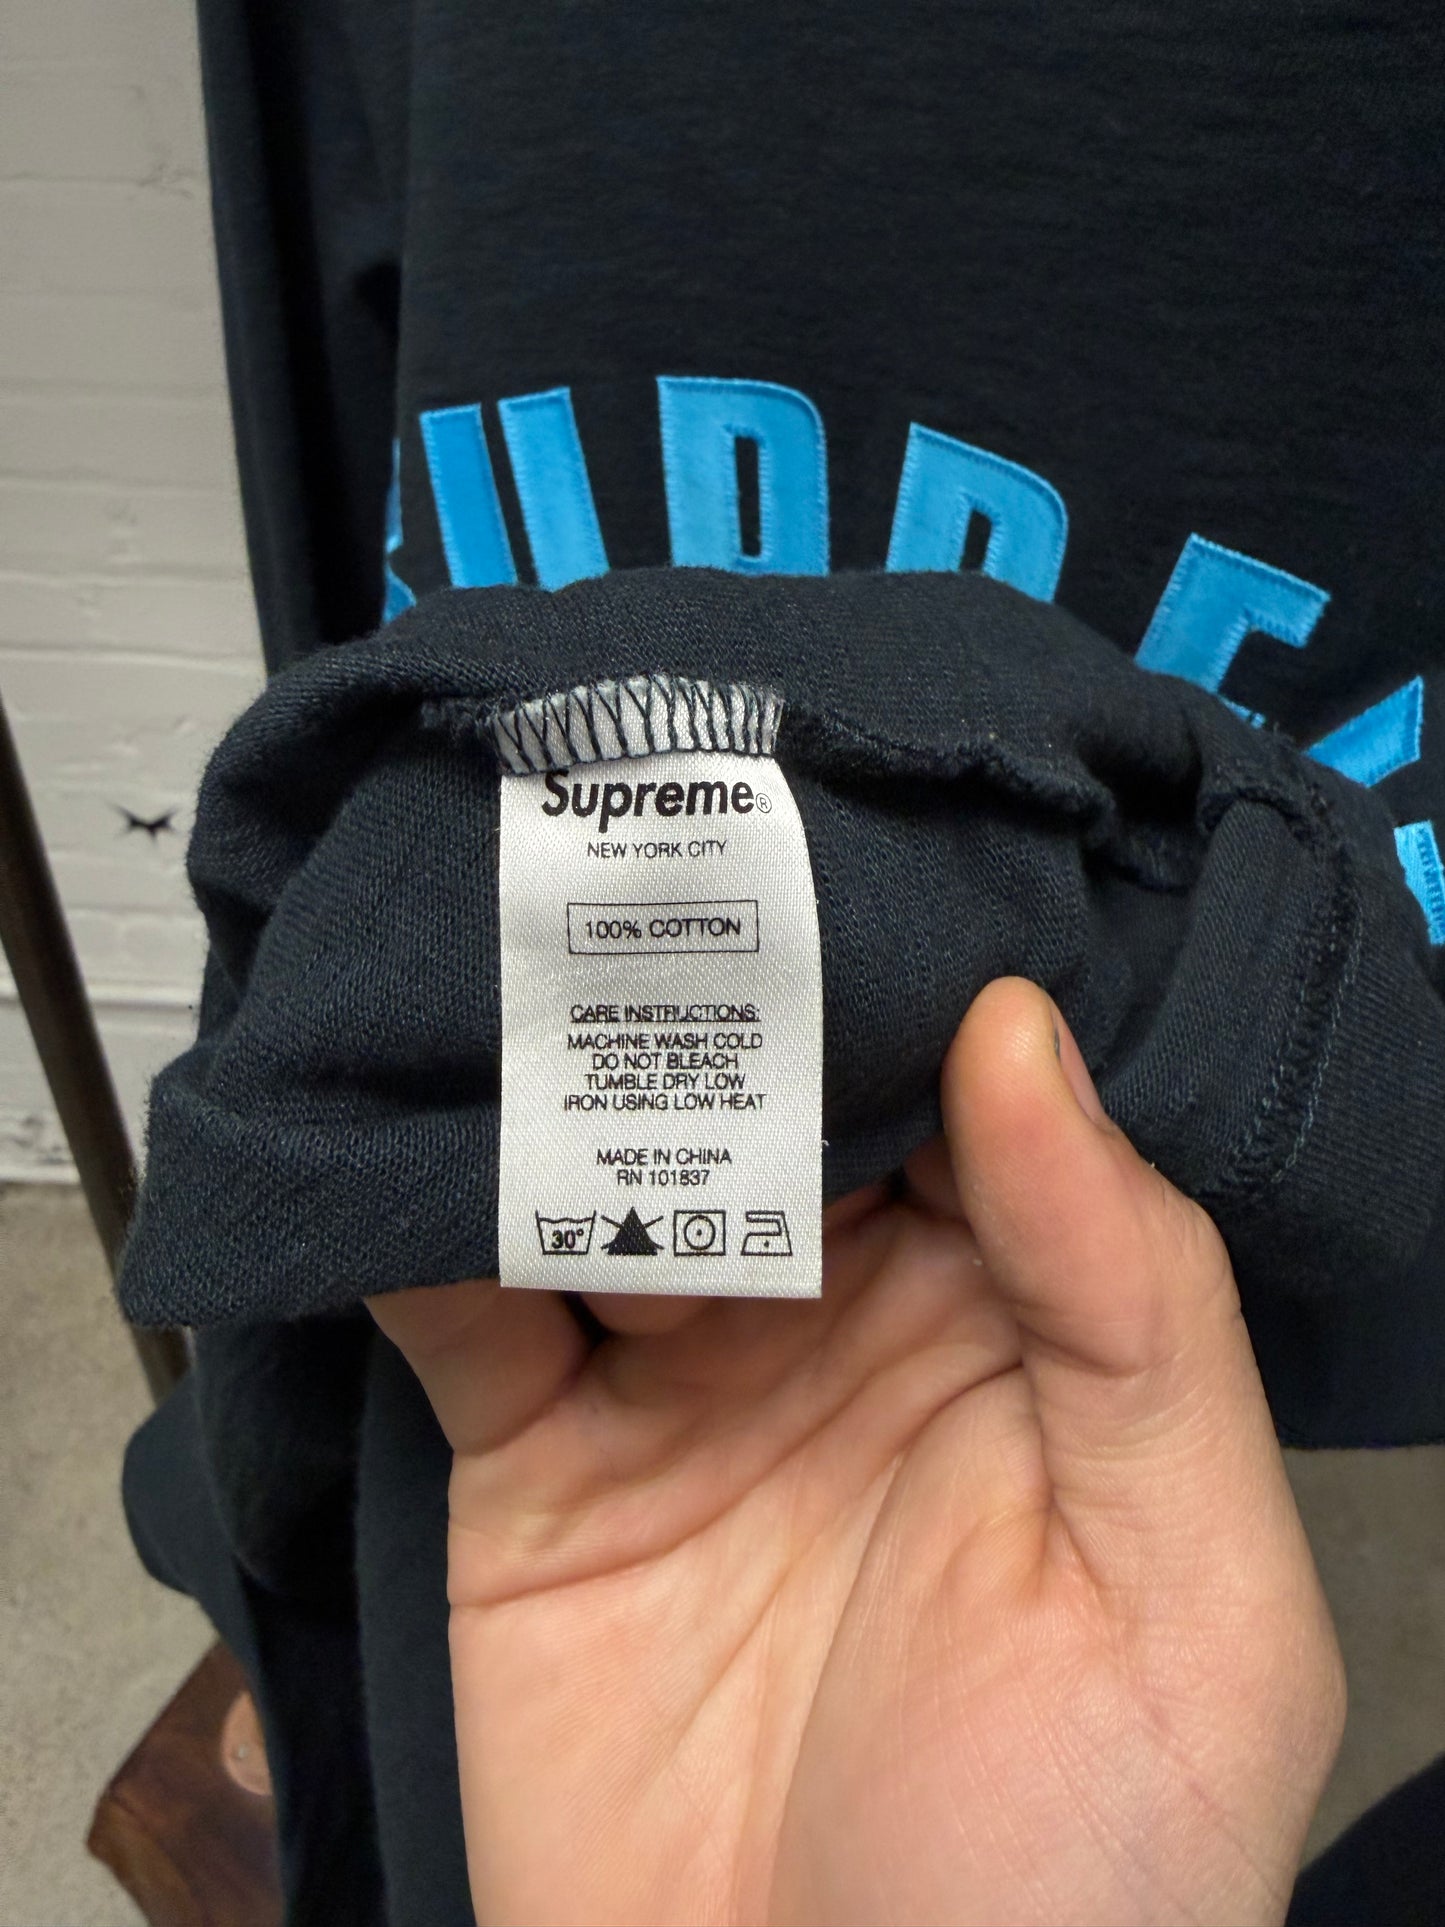 SUPREME
Supreme®
NEW YORK CITY
100% COTTON
CARE INSTRUCTIONS:
MACHINE WASH COLD
DO NOT BLEACH
TUMBLE DRY LOW
IRON USING LOW HEAT
MADE IN CHINA
RN 101837
30°